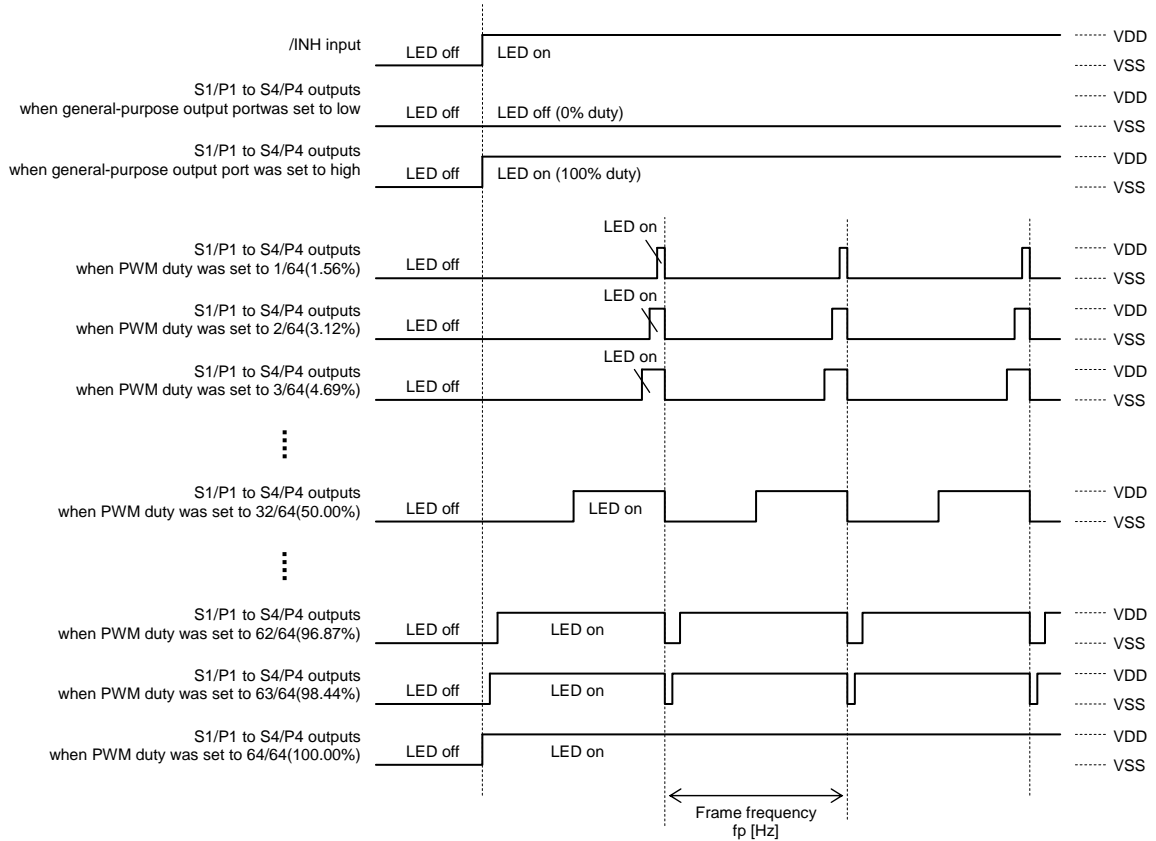 /INH input
LED off
LED on
VDD
VSS
S1/P1 to S4/P4 outputs
when general-purpose output portwas set to low
LED off
LED off (0% duty)
VDD
VSS
S1/P1 to S4/P4 outputs
when general-purpose output port was set to high
LED off
LED on (100% duty)
VDD
VSS
S1/P1 to S4/P4 outputs
when PWM duty was set to 1/64(1.56%)
LED off
LED on
VDD
VSS
S1/P1 to S4/P4 outputs
when PWM duty was set to 2/64(3.12%)
LED off
LED on
VDD
VSS
S1/P1 to S4/P4 outputs
when PWM duty was set to 3/64(4.69%)
LED off
LED on
VDD
VSS
S1/P1 to S4/P4 outputs
when PWM duty was set to 32/64(50.00%)
LED off
LED on
VDD
VSS
S1/P1 to S4/P4 outputs
when PWM duty was set to 62/64(96.87%)
LED off
LED on
VDD
VSS
S1/P1 to S4/P4 outputs
when PWM duty was set to 63/64(98.44%)
LED off
LED on
VDD
VSS
S1/P1 to S4/P4 outputs
when PWM duty was set to 64/64(100.00%)
LED off
LED on
VDD
VSS
Frame frequency
fp [Hz]